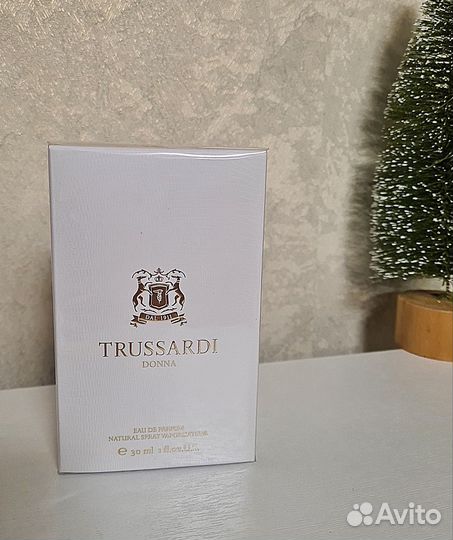 DAL 1911
TRUSSARDI
DONNA
EAU DE PARFUM
NATURAL SPRAY VAPORISATEUR
e 30 ml 1 fl.oz.U.S.
Avito